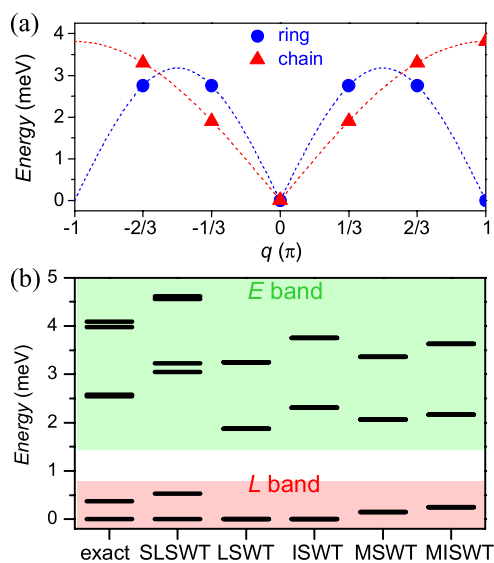 (a)
ring
chain
Energy (meV)
4
3
2
1
0
-1 -2/3 -1/3 0 1/3 2/3 1
q (π)
(b)
E band
Energy (meV)
5
4
3
2
1
0
L band
exact SLSWT LSWT ISWT MSWT MISWT